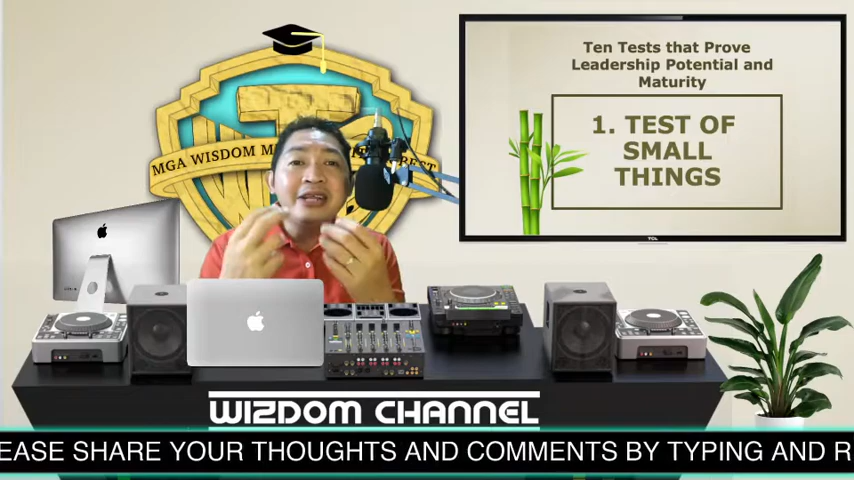 Ten Tests that Prove
Leadership Potential and
Maturity
1. TEST OF
SMALL
THINGS
MGA WISDOM
TCL
WIZDOM CHANNEL
EASE SHARE YOUR THOUGHTS AND COMMENTS BY TYPING AND R